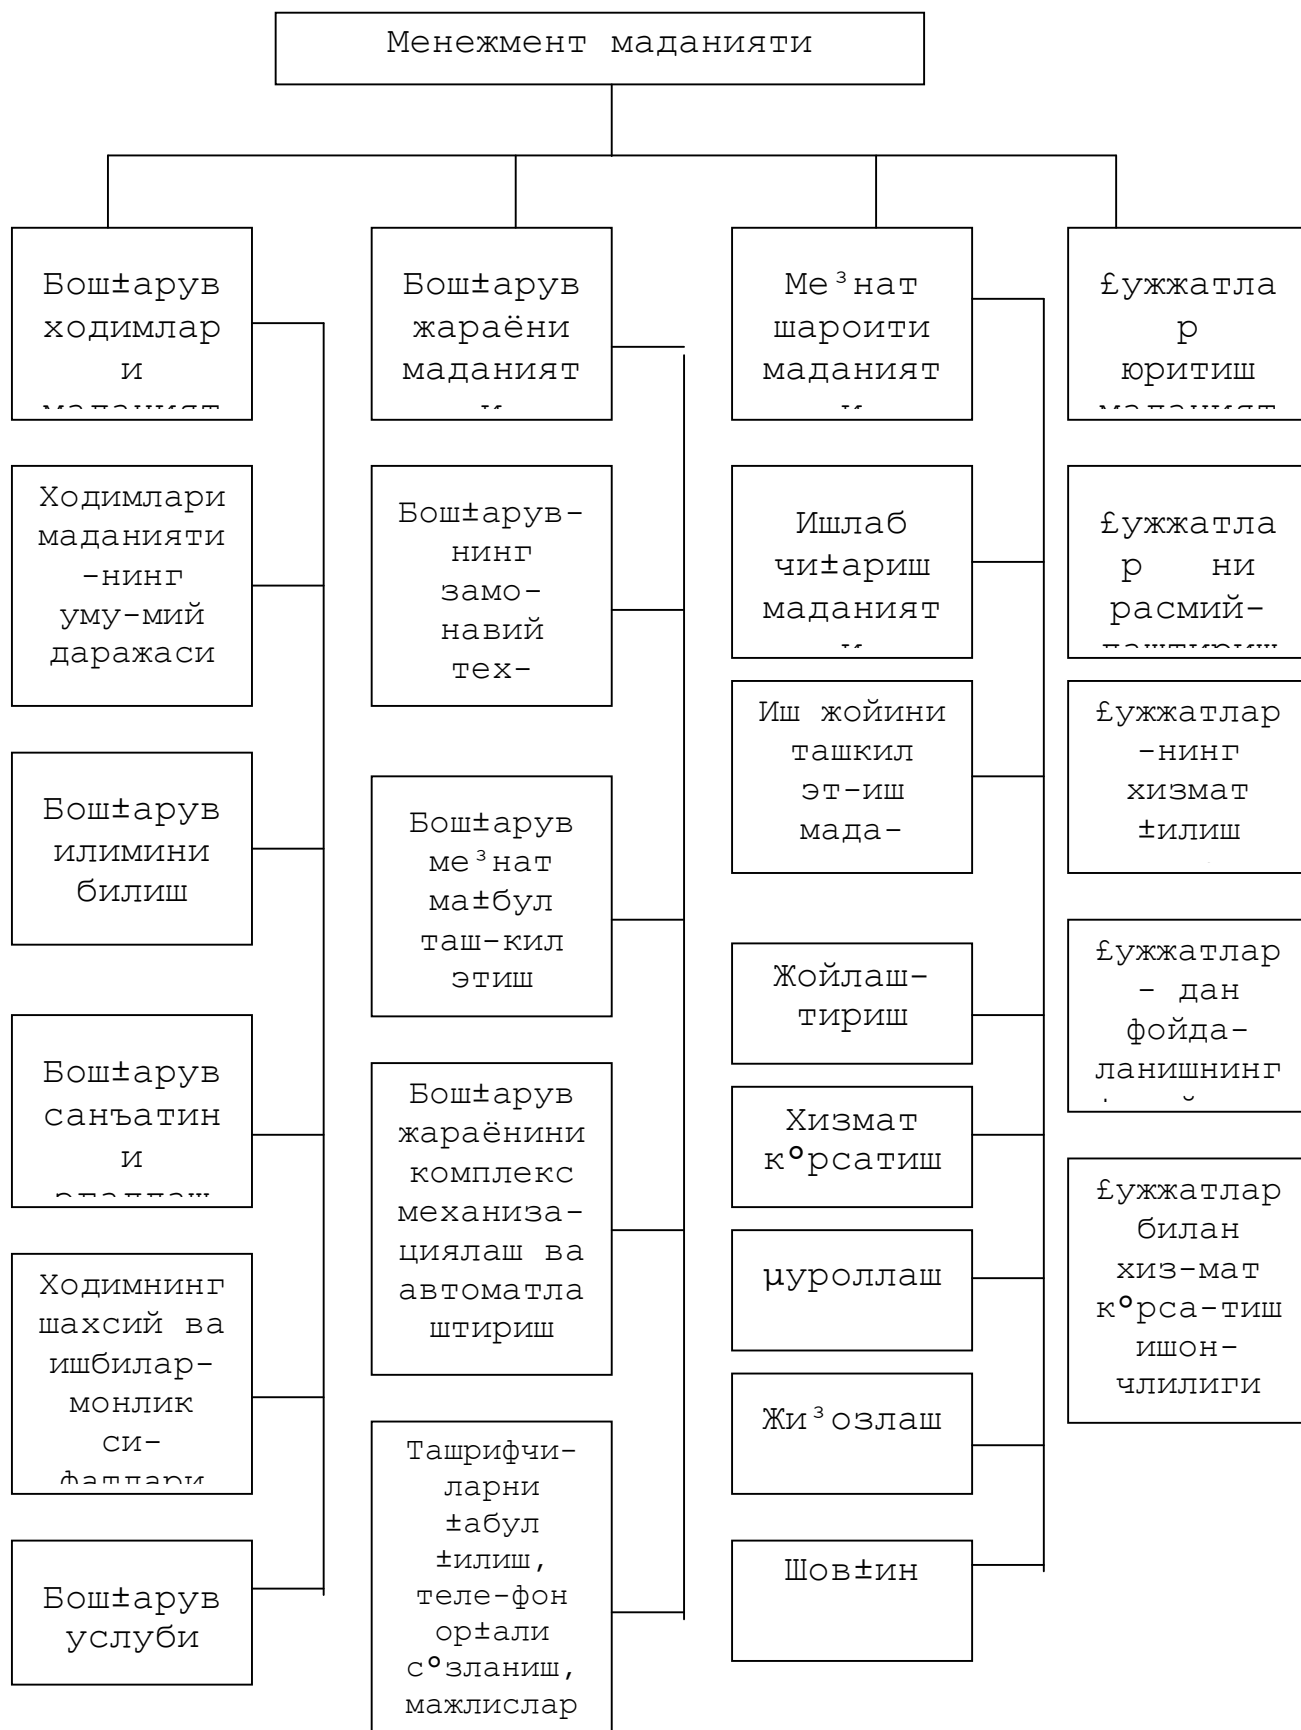 Менежмент маданияти
Бош±арув
ходимлар
и
маданият
Бош±арув
жараёни
маданият
и
Ме³нат
шароити
маданият
и
£ужжатла
р
юритиш
маданият
Ходимлари
маданияти
-нинг
уму-мий
даражаси
Бош±арув-
нинг
замо-
навий
тех-
Ишлаб
чи±ариш
маданият
и
£ужжатла
р ни
расмий-
лаштириш
Иш жойини
ташкил
эт-иш
мада-
£ужжатлар
-нинг
хизмат
±илиш
Бош±арув
илимини
билиш
Бош±арув
ме³нат
ма±бул
таш-кил
этиш
Жойлаш-
тириш
£ужжатлар
- дан
фойда-
ланишнинг
Бош±арув
санъатин
и
Бош±арув
жараёнини
комплекс
механиза-
циялаш ва
автоматла
штириш
Хизмат
к°рсатиш
£ужжатлар
билан
хиз-мат
к°рса-тиш
ишон-
члилиги
µуроллаш
Ходимнинг
шахсий ва
ишбилар-
монлик
си-
фатлари
Жи³озлаш
Ташрифчи-
ларни
±абул
±илиш,
теле-фон
ор±али
с°зланиш,
мажлислар
Шов±ин
Бош±арув
услуби